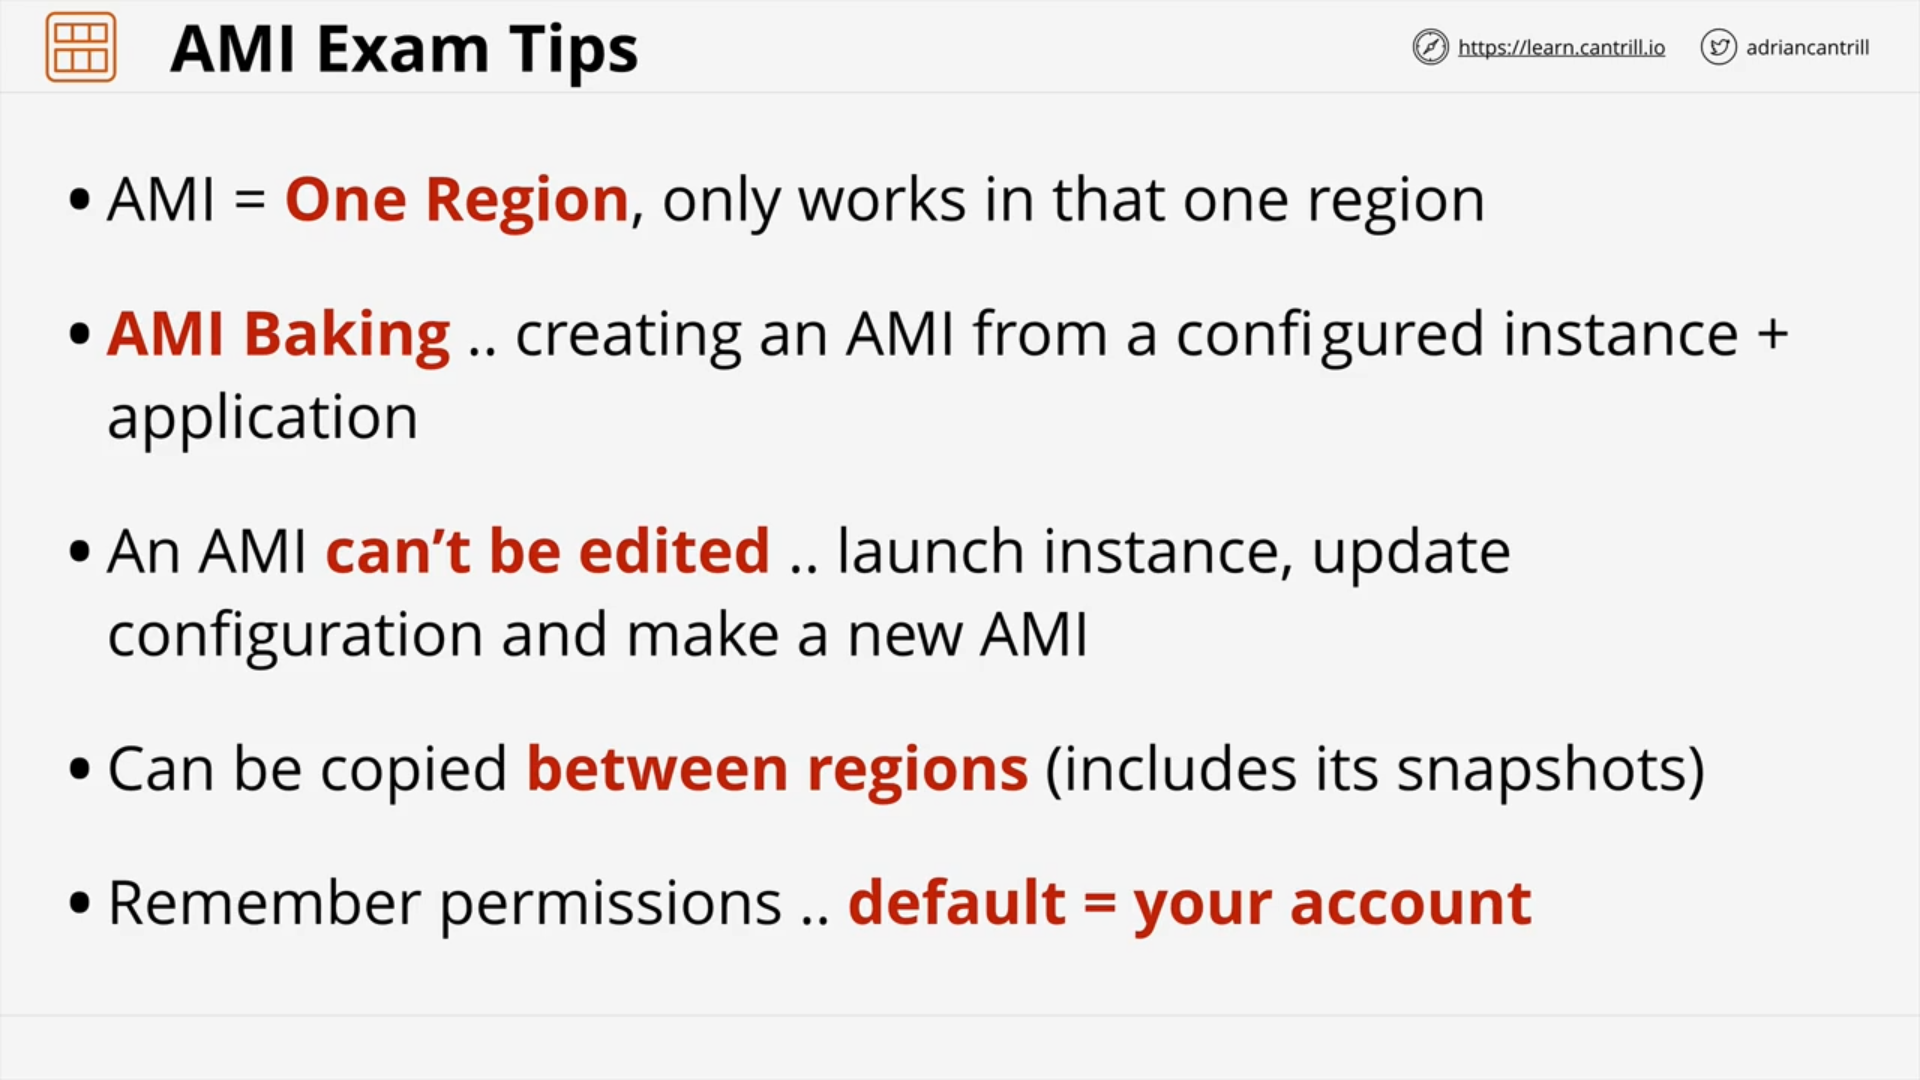 AMI Exam Tips
https://learn.cantrill.io
adriancantrill
• AMI = One Region, only works in that one region
• AMI Baking .. creating an AMI from a configured instance +
application
• An AMI can’t be edited .. launch instance, update
configuration and make a new AMI
• Can be copied between regions (includes its snapshots)
• Remember permissions .. default = your account